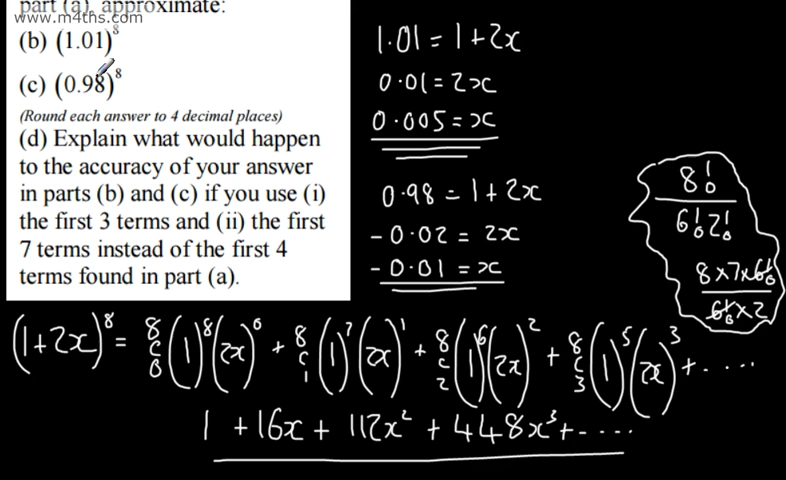 part (a), approximate:
www.m4ths.com
(b) (1.01)⁸
(c) (0.98)⁸
(Round each answer to 4 decimal places)
(d) Explain what would happen
to the accuracy of your answer
in parts (b) and (c) if you use (i)
the first 3 terms and (ii) the first
7 terms instead of the first 4
terms found in part (a).
1.01 = 1 + 2x
0.01 = 2x
0.005 = x
0.98 = 1 + 2x
-0.02 = 2x
-0.01 = x
8!
6!2!
8 x 7 x 6!
6! x 2
(1+2x)⁸ = ⁸C₀(1)⁸(2x)⁰ + ⁸C₁(1)⁷(2x)¹ + ⁸C₂(1)⁶(2x)² + ⁸C₃(1)⁵(2x)³ + ....
1 + 16x + 112x² + 448x³ + ....